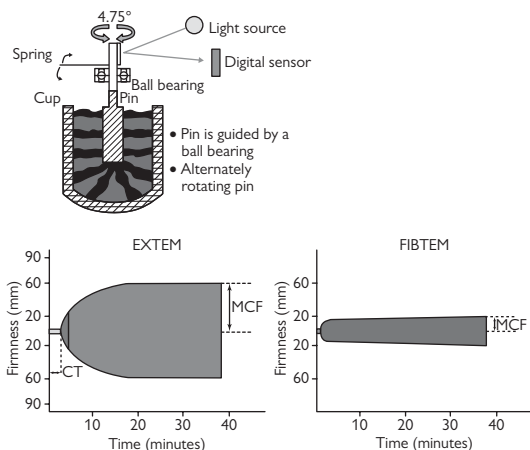 4.75°
Light source
Spring
Digital sensor
Ball bearing
Cup
Pin
• Pin is guided by a
ball bearing
• Alternately
rotating pin
EXTEM
Firmness (mm)
90
60
20
20
60
90
MCF
CT
10 20 30 40
Time (minutes)
FIBTEM
Firmness (mm)
90
60
20
20
60
90
MCF
10 20 30 40
Time (minutes)